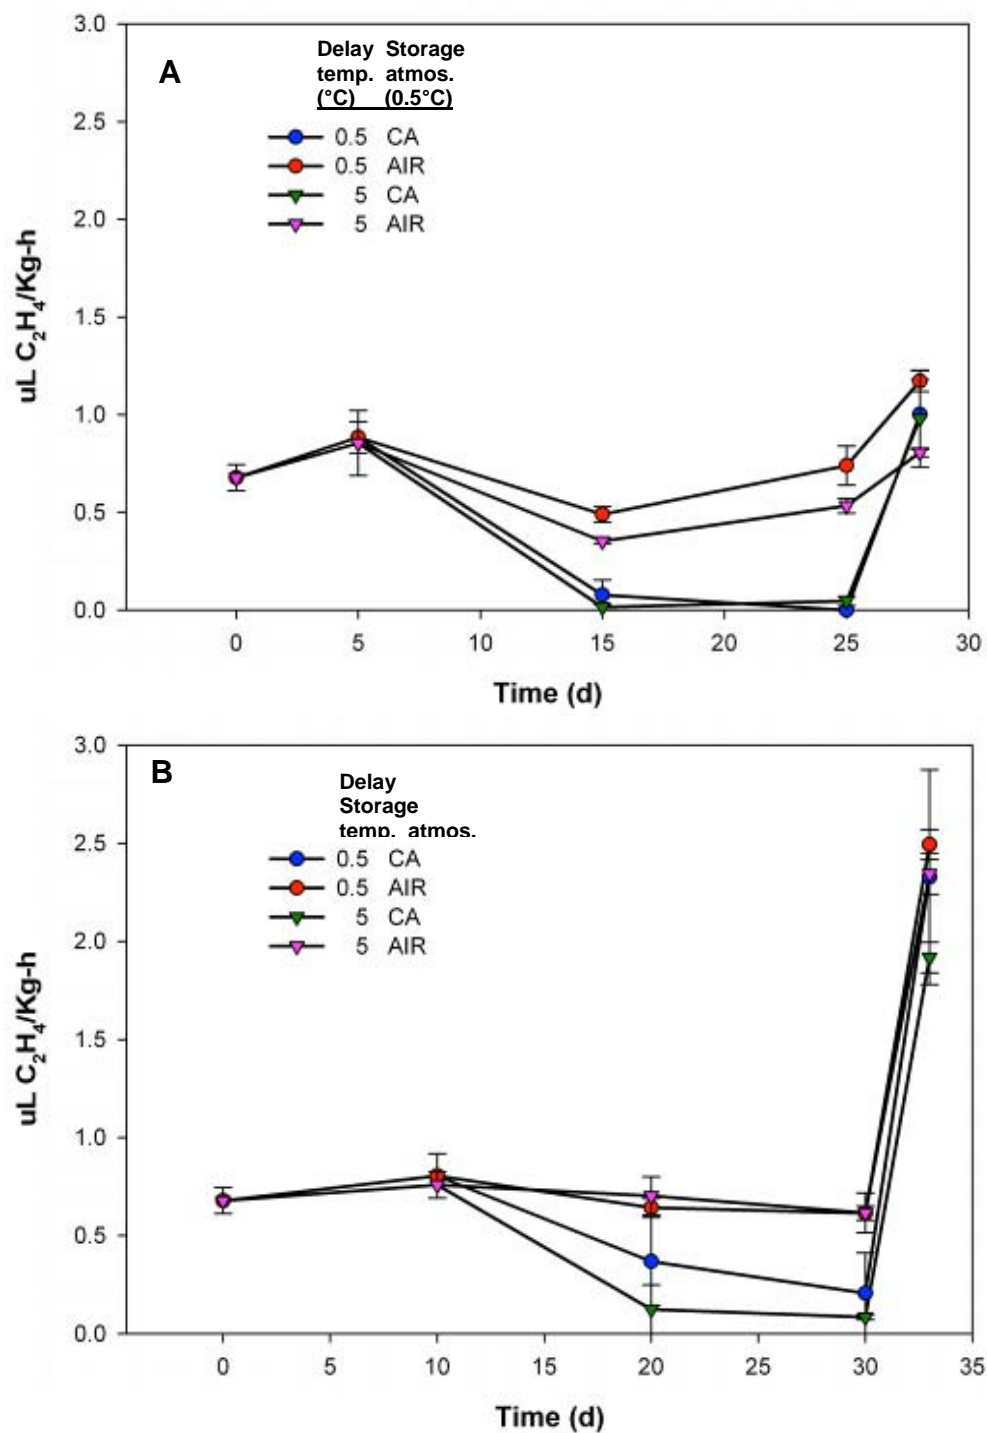 3.0
A
Delay Storage
temp. atmos.
(°C) (0.5°C)
2.5
0.5 CA
0.5 AIR
5 CA
5 AIR
2.0
1.5
1.0
0.5
0.0
uL C₂H₄/Kg-h
0 5 10 15 20 25 30
Time (d)
3.0
B
Delay
Storage
temp. atmos.
2.5
0.5 CA
0.5 AIR
5 CA
5 AIR
2.0
1.5
1.0
0.5
0.0
uL C₂H₄/Kg-h
0 5 10 15 20 25 30 35
Time (d)